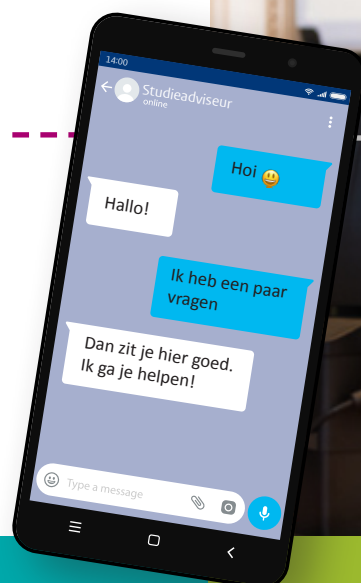 14:00
Studieadviseur
online
Hoi 😃
Hallo!
Ik heb een paar
vragen
Dan zit je hier goed.
Ik ga je helpen!
Type a message